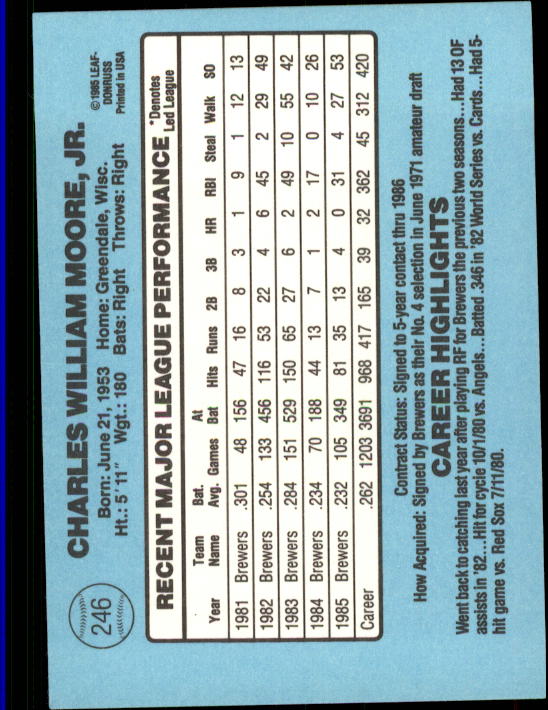 246
CHARLES WILLIAM MOORE, JR.
Born: June 21, 1953 Home: Greendale, Wisc.
Ht.: 5'11" Wgt.: 180 Bats: Right Throws: Right
©1985 LEAF-
DONRUSS
Printed in USA
RECENT MAJOR LEAGUE PERFORMANCE
*Denotes
Led League
Year Team Name Bat. Avg. Games At Bat Hits Runs 2B 3B HR RBI Steal Walk SO
1981 Brewers .301 48 156 47 16 8 3 1 9 1 12 13
1982 Brewers .254 133 456 116 53 22 4 6 45 2 29 49
1983 Brewers .284 151 529 150 65 27 6 2 49 10 55 42
1984 Brewers .234 70 188 44 13 7 1 2 17 0 10 26
1985 Brewers .232 105 349 81 35 13 4 0 31 4 27 53
Career .262 1203 3691 968 417 165 39 32 362 45 312 420
Contract Status: Signed to 5-year contact thru 1986
How Acquired: Signed by Brewers as their No. 4 selection in June 1971 amateur draft
CAREER HIGHLIGHTS
Went back to catching last year after playing RF for Brewers the previous two seasons...Had 13 OF
assists in '82...Hit for cycle 10/1/80 vs. Angels...Batted .346 in '82 World Series vs. Cards...Had 5-
hit game vs. Red Sox 7/11/80.